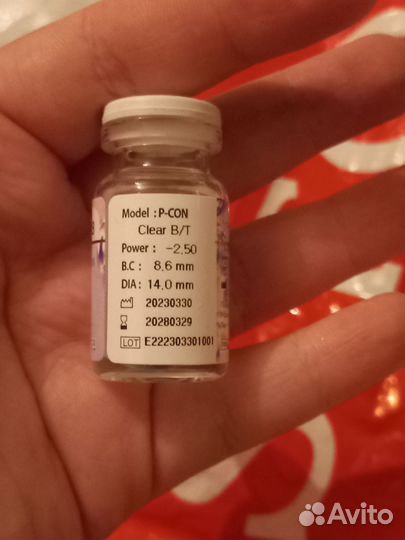 Model : P-CON
Clear B/T
Power : -2,50
B.C : 8,6 mm
DIA: 14,0 mm
20230330
20280329
LOT E222303301001
Avito